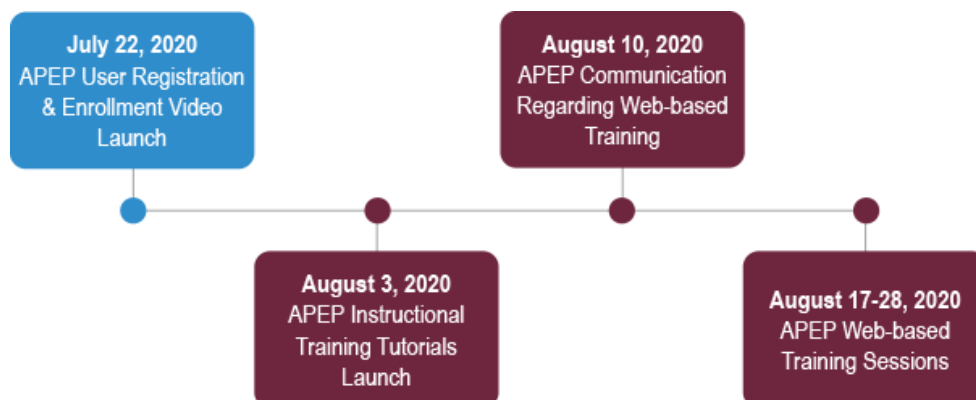 July 22, 2020
APEP User Registration
& Enrollment Video
Launch
August 3, 2020
APEP Instructional
Training Tutorials
Launch
August 10, 2020
APEP Communication
Regarding Web-based
Training
August 17-28, 2020
APEP Web-based
Training Sessions